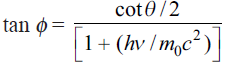 tan ϕ = cot θ / 2 / [1 + (hν / m₀c²)]